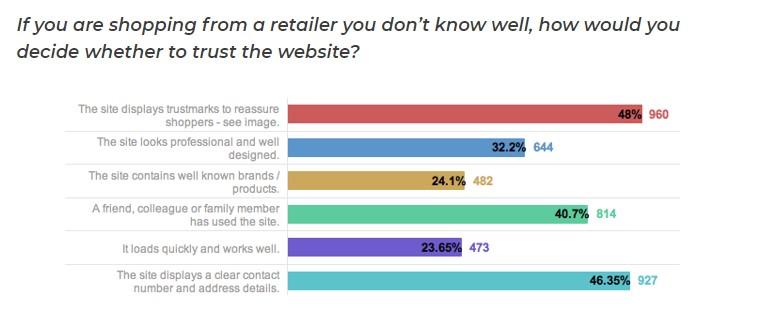 If you are shopping from a retailer you don't know well, how would you
decide whether to trust the website?
The site displays trustmarks to reassure
shoppers - see image.
48% 960
The site looks professional and well
designed.
32.2% 644
The site contains well known brands /
products.
24.1% 482
A friend, colleague or family member
has used the site.
40.7% 814
It loads quickly and works well.
23.65% 473
The site displays a clear contact
number and address details.
46.35% 927